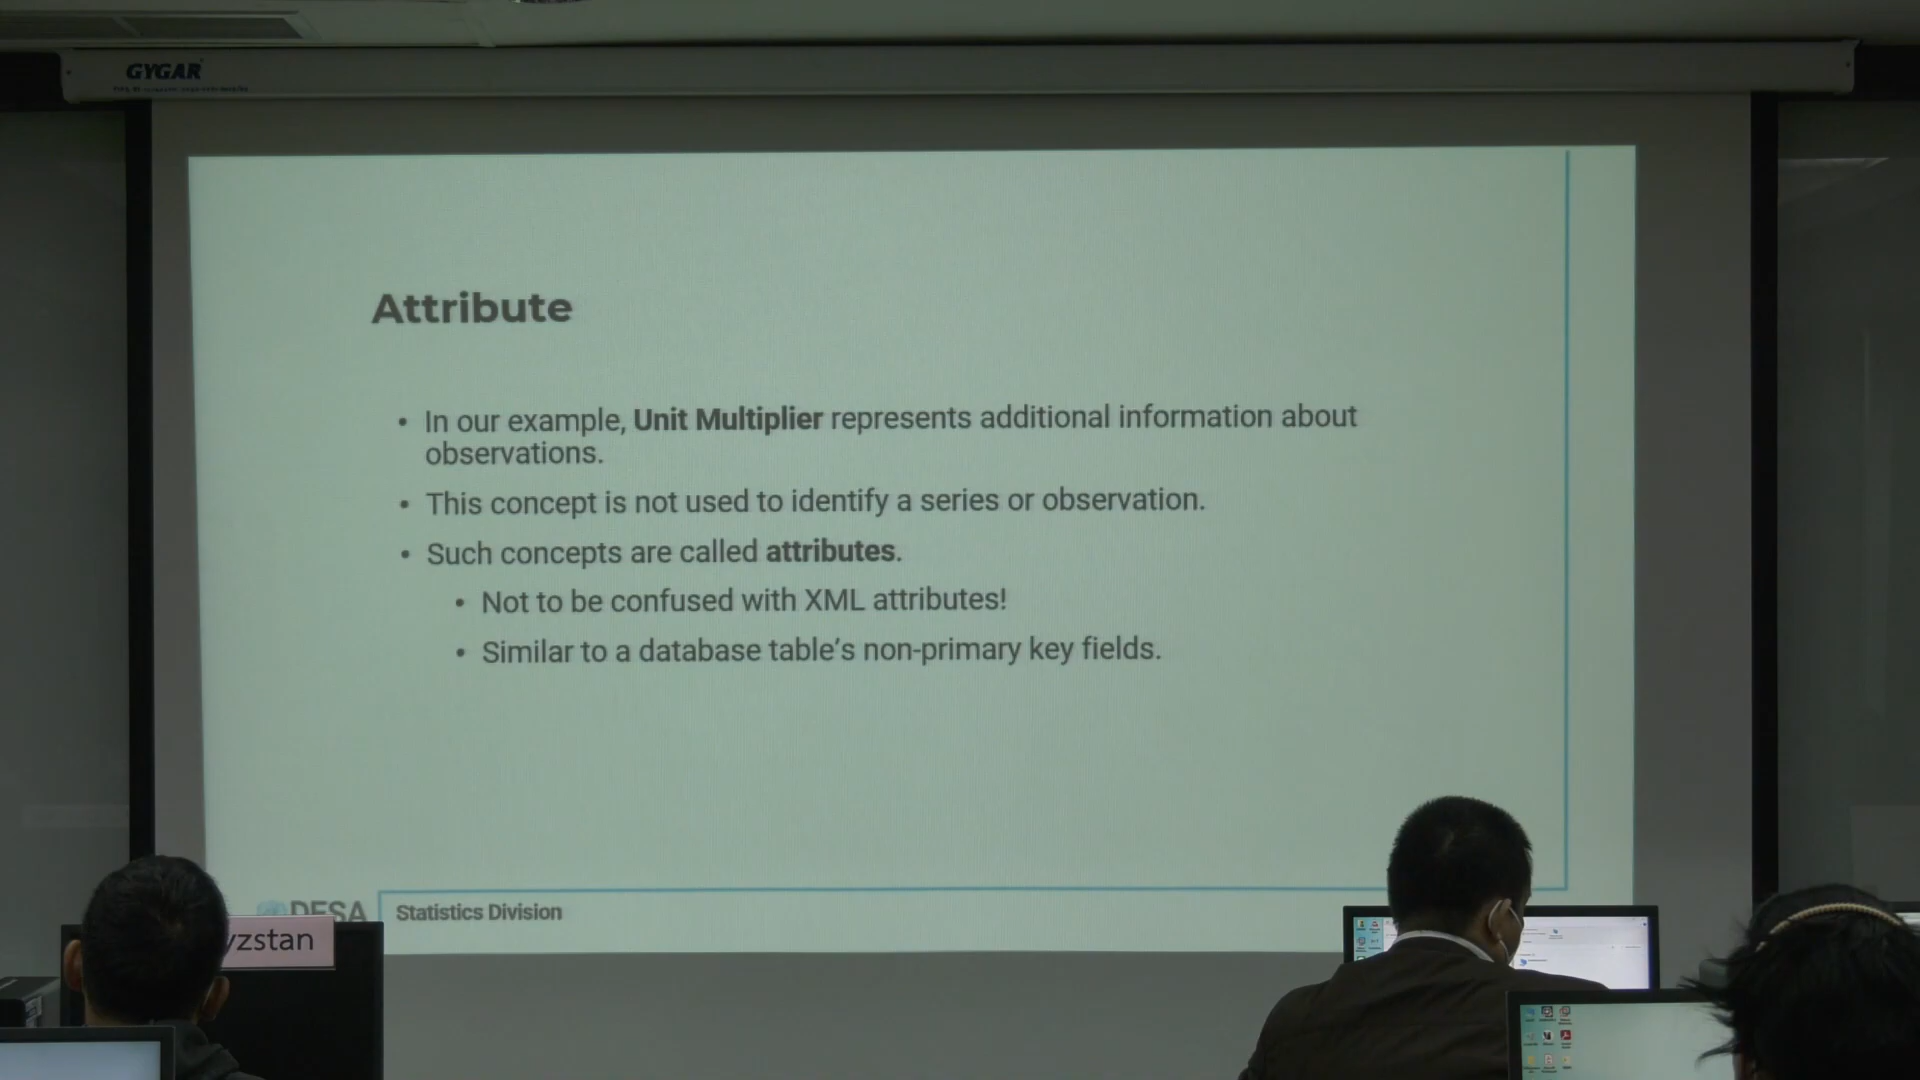 GYGAR
Attribute
• In our example, Unit Multiplier represents additional information about
observations.
• This concept is not used to identify a series or observation.
• Such concepts are called attributes.
• Not to be confused with XML attributes!
• Similar to a database table’s non-primary key fields.
DESA
Statistics Division
yzstan